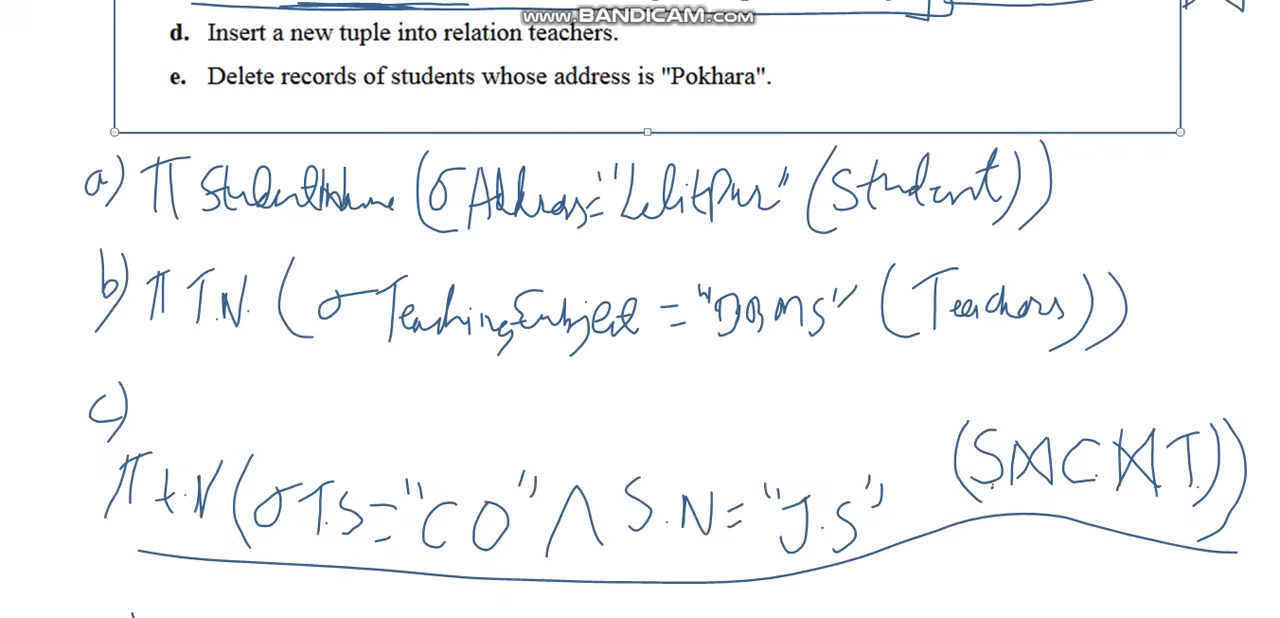 www.BANDICAM.com
d. Insert a new tuple into relation teachers.
e. Delete records of students whose address is "Pokhara".
a) π StudentName (σ Address="Lalitpur" (Student))
b) π T.N. (σ TeachingSubject = "DBMS" (Teachers))
c)
(S⋈C⋈T))
π t.N (σ T.S="CO" ∧ S.N="J.S"